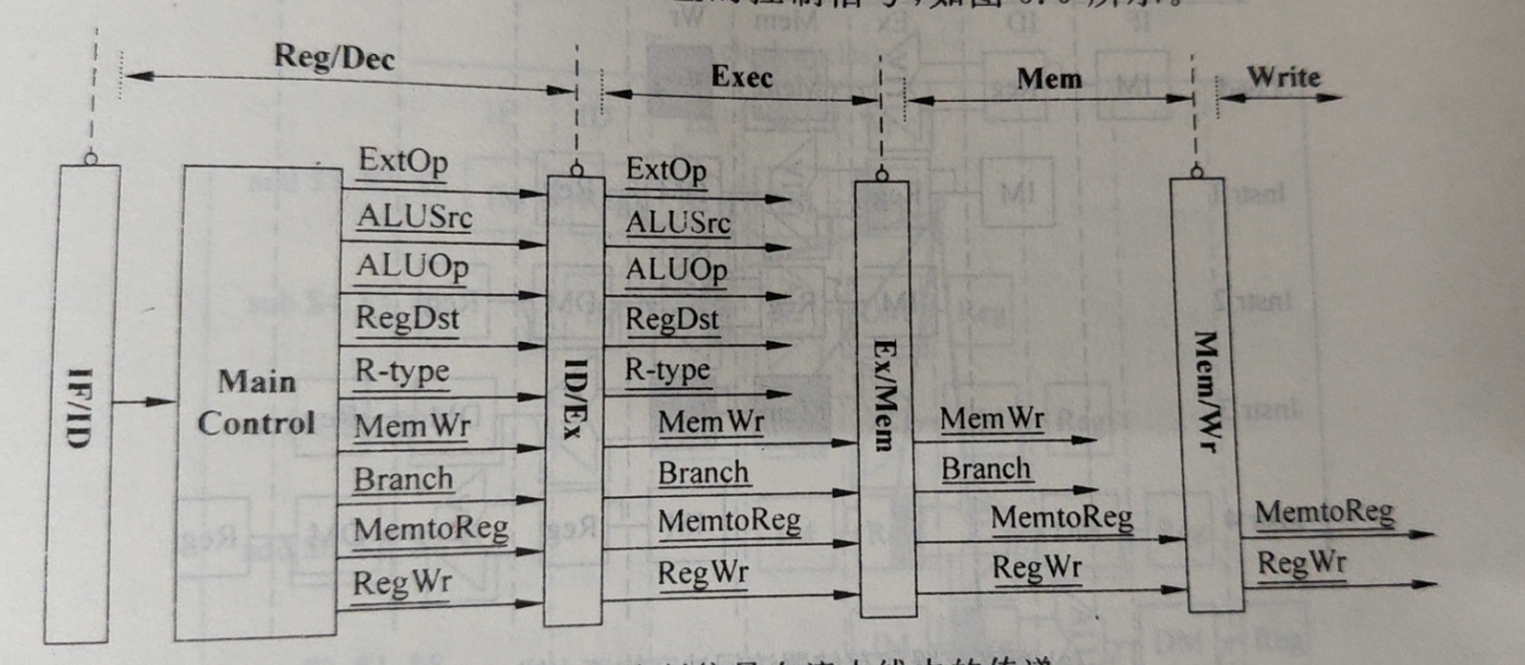 所示。
Reg/Dec
Exec
Mem
Write
IF/ID
Main
Control
ExtOp
ALUSrc
ALUOp
RegDst
R-type
MemWr
Branch
MemtoReg
RegWr
ID/Ex
ExtOp
ALUSrc
ALUOp
RegDst
R-type
MemWr
Branch
MemtoReg
RegWr
Ex/Mem
MemWr
Branch
MemtoReg
RegWr
Mem/Wr
MemtoReg
RegWr